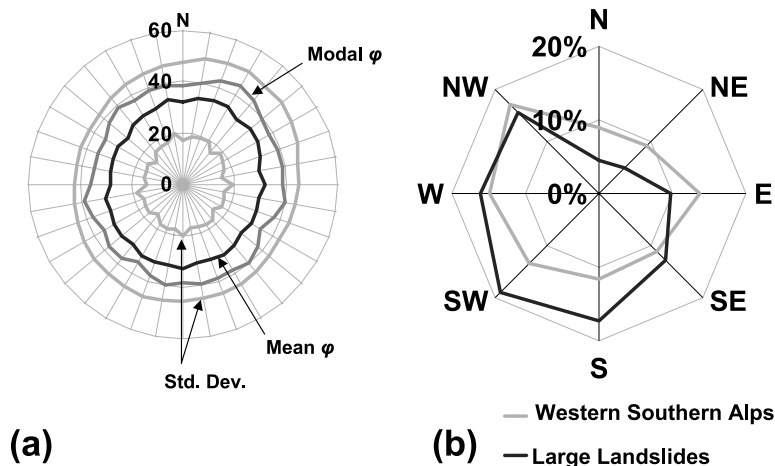 60
N
Modal φ
40
20
0
Mean φ
Std. Dev.
(a)
N
20%
NW
NE
10%
W
0%
E
SW
SE
S
Western Southern Alps
(b)
Large Landslides